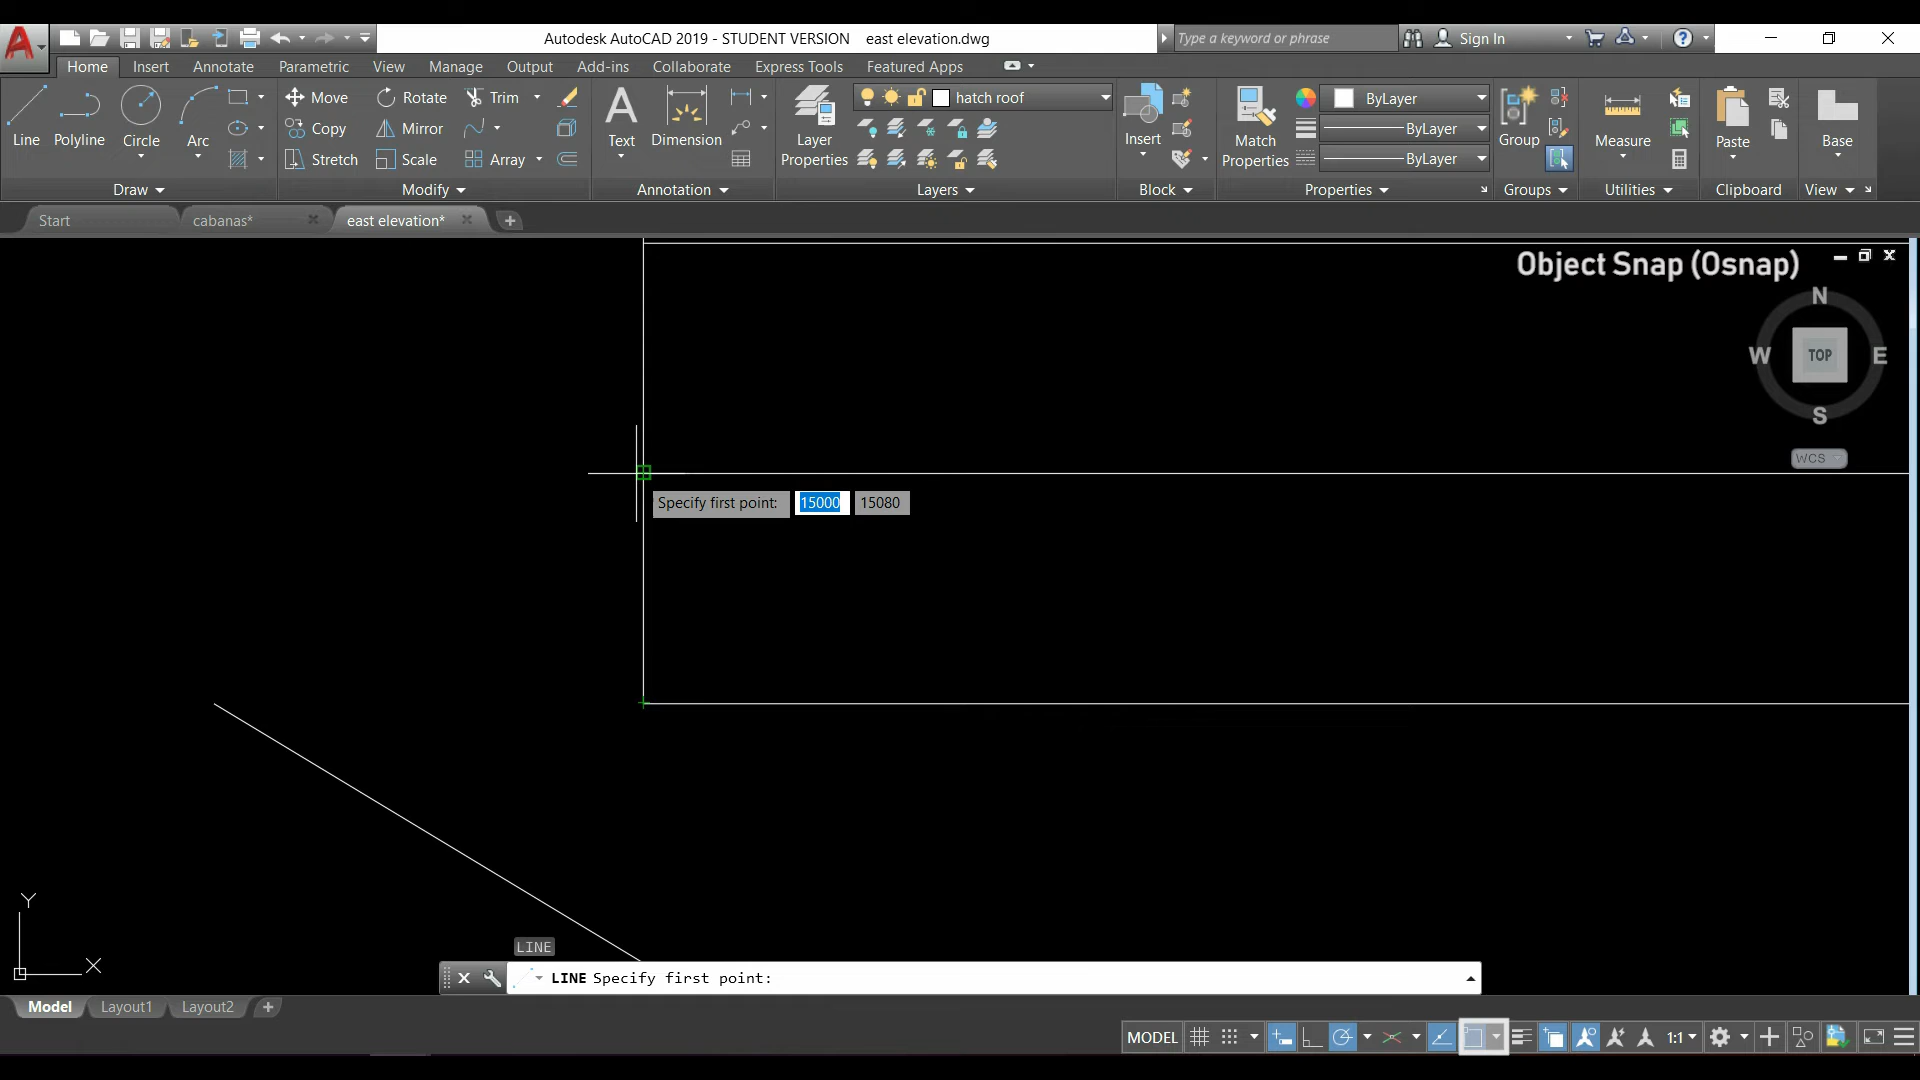 Autodesk AutoCAD 2019 - STUDENT VERSION east elevation.dwg
Type a keyword or phrase
Sign In
Home Insert Annotate Parametric View Manage Output Add-ins Collaborate Express Tools Featured Apps
Line Polyline Circle Arc
Move Rotate Trim
Copy Mirror
Stretch Scale Array
Text Dimension
Layer Properties
hatch roof
Insert
Match Properties
ByLayer
ByLayer
ByLayer
Group Measure Paste Base
Draw Modify Annotation Layers Block Properties Groups Utilities Clipboard View
Start cabanas* east elevation*
Object Snap (Osnap)
N
W TOP E
S
WCS
Specify first point: 15000 15080
Y
X
LINE
LINE Specify first point:
Model Layout1 Layout2
MODEL 1:1